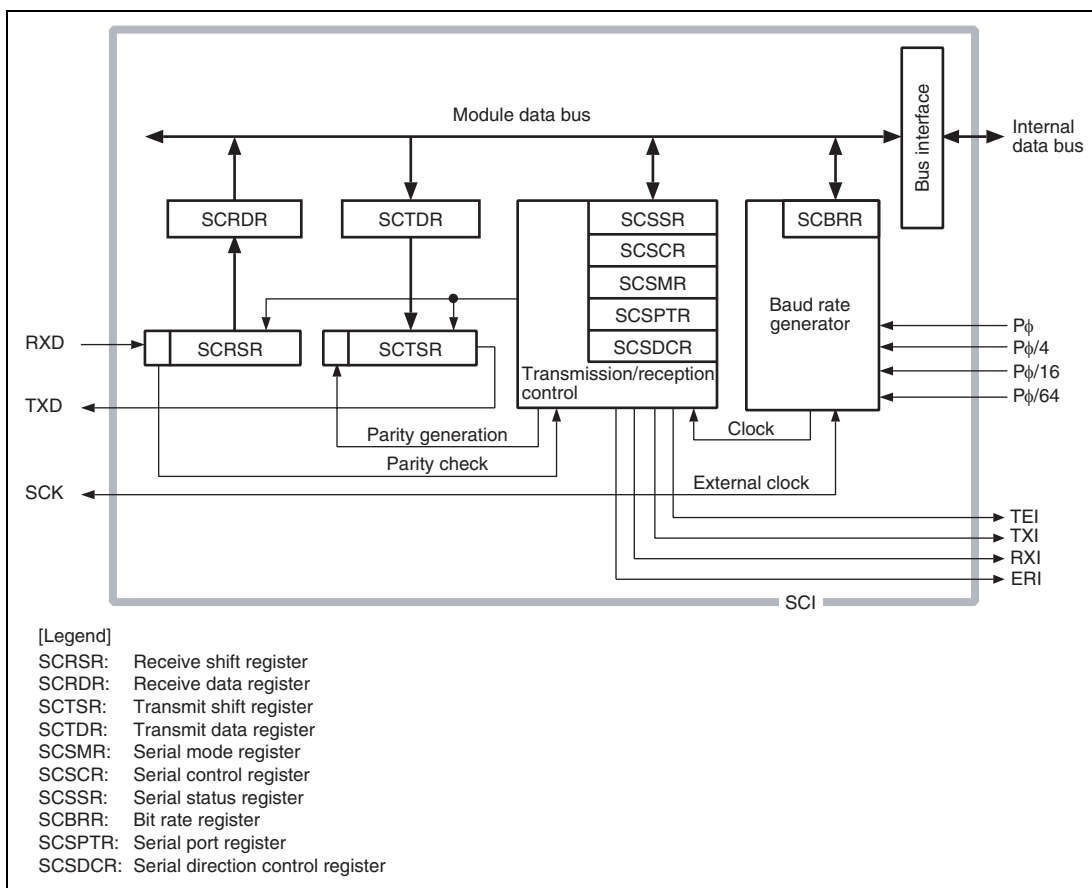 Module data bus
Bus interface
Internal
data bus
SCRDR
SCTDR
SCSSR
SCSCR
SCSMR
SCSPTR
SCSDCR
Transmission/reception
control
SCBRR
Baud rate
generator
RXD
SCRSR
SCTSR
TXD
Pφ
Pφ/4
Pφ/16
Pφ/64
Parity generation
Clock
Parity check
SCK
External clock
TEI
TXI
RXI
ERI
SCI
[Legend]
SCRSR: Receive shift register
SCRDR: Receive data register
SCTSR: Transmit shift register
SCTDR: Transmit data register
SCSMR: Serial mode register
SCSCR: Serial control register
SCSSR: Serial status register
SCBRR: Bit rate register
SCSPTR: Serial port register
SCSDCR: Serial direction control register